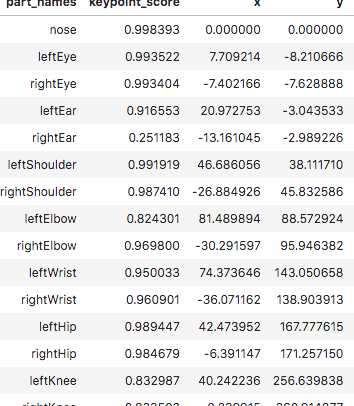 part_names keypoint_score x y
nose 0.998393 0.000000 0.000000
leftEye 0.993522 7.709214 -8.210666
rightEye 0.993404 -7.402166 -7.628888
leftEar 0.916553 20.972753 -3.043533
rightEar 0.251183 -13.161045 -2.989226
leftShoulder 0.991919 46.686056 38.111710
rightShoulder 0.987410 -26.884926 45.832586
leftElbow 0.824301 81.489894 88.572924
rightElbow 0.969800 -30.291597 95.946382
leftWrist 0.950033 74.373646 143.050658
rightWrist 0.960901 -36.071162 138.903913
leftHip 0.989447 42.473952 167.777615
rightHip 0.984679 -6.391147 171.257150
leftKnee 0.832987 40.242236 256.639838